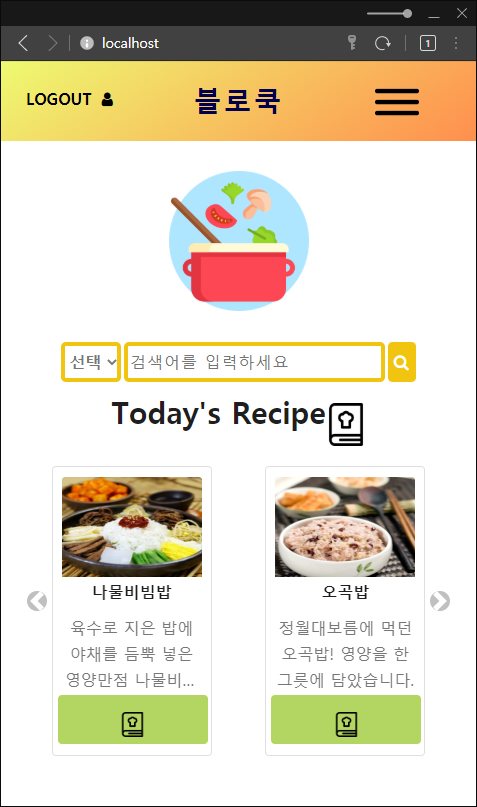 localhost
1
LOGOUT
블로쿡
선택
검색어를 입력하세요
Today's Recipe
나물비빔밥
육수로 지은 밥에
야채를 듬뿍 넣은
영양만점 나물비...
오곡밥
정월대보름에 먹던
오곡밥! 영양을 한
그릇에 담았습니다.